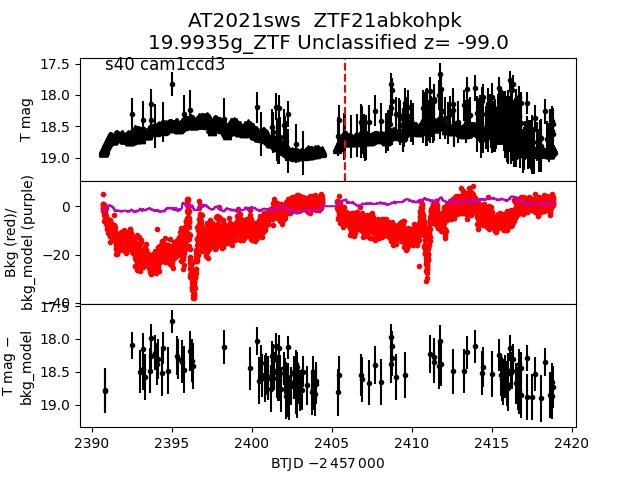 AT2021sws  ZTF21abkohpk
19.9935g_ZTF Unclassified z= -99.0
s40 cam1ccd3
T mag
17.5
18.0
18.5
19.0
Bkg (red)/
bkg_model (purple)
0
−20
−40
T mag −
bkg_model
17.5
18.0
18.5
19.0
2390 2395 2400 2405 2410 2415 2420
BTJD −2 457 000